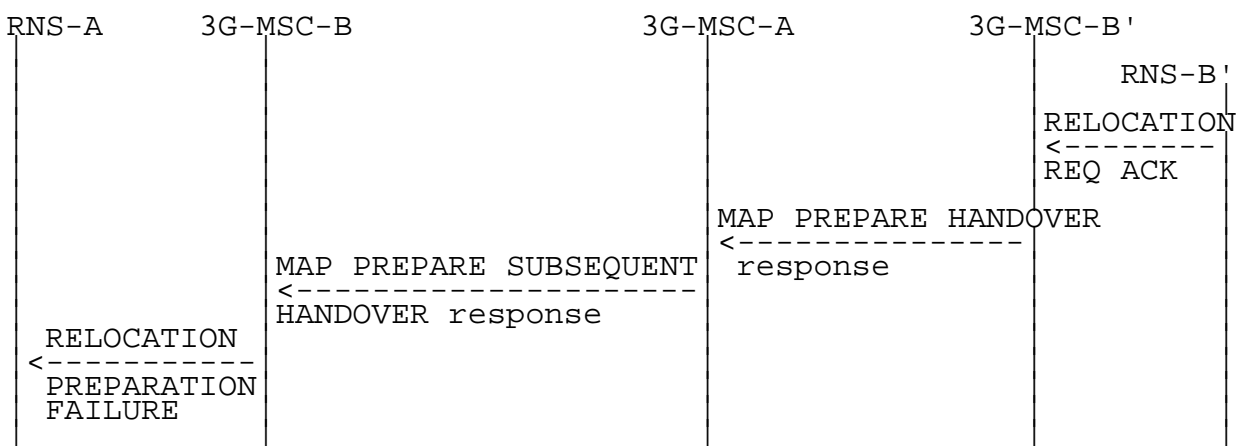 RNS-A 3G-MSC-B 3G-MSC-A 3G-MSC-B'
RNS-B'
RELOCATION
REQ ACK
MAP PREPARE HANDOVER
response
MAP PREPARE SUBSEQUENT
HANDOVER response
RELOCATION
PREPARATION
FAILURE